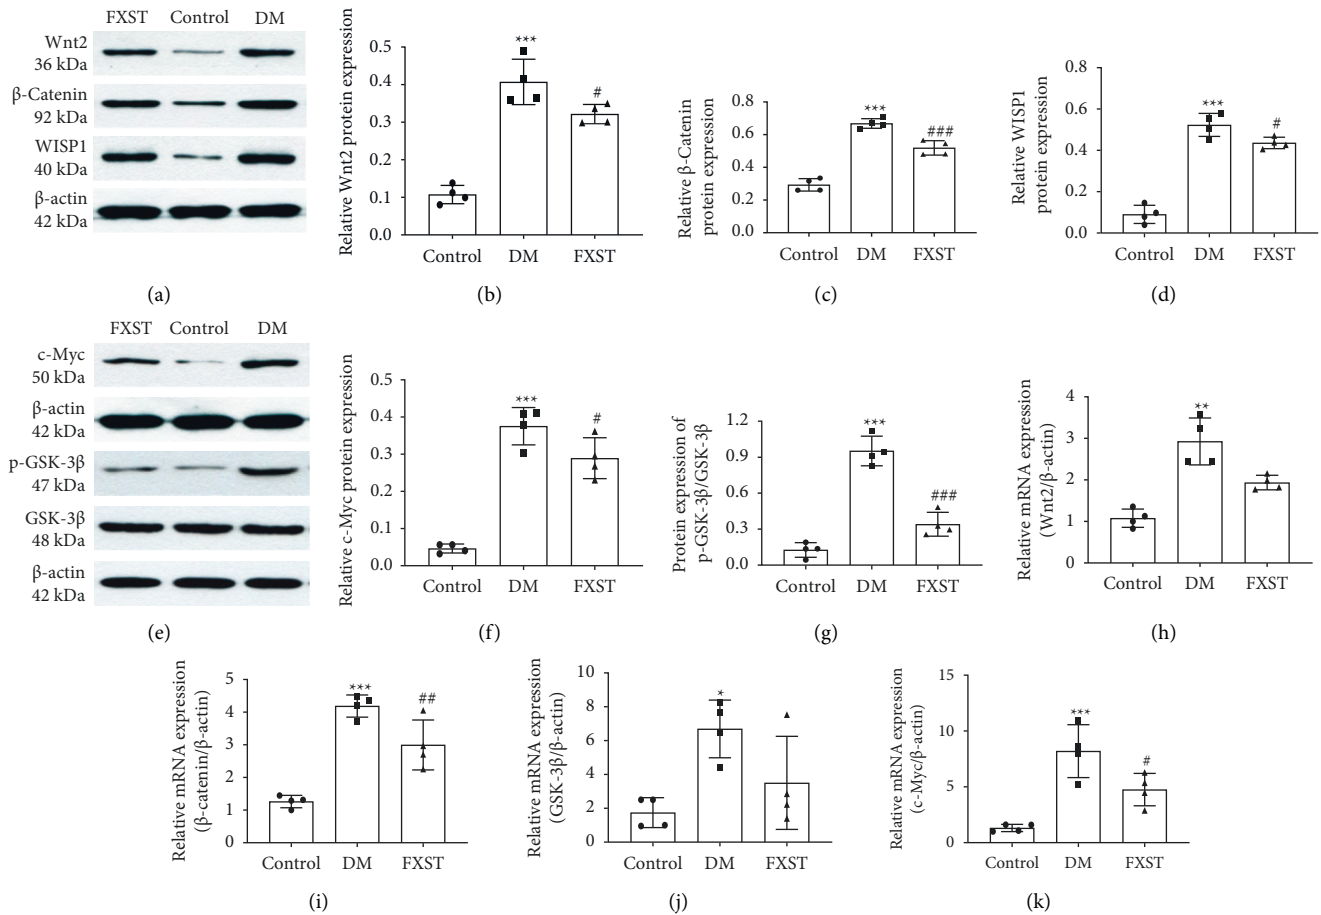 FXST Control DM
Wnt2
36 kDa
β-Catenin
92 kDa
WISP1
40 kDa
β-actin
42 kDa
(a)
Relative Wnt2 protein expression
0.5
0.4
0.3
0.2
0.1
0.0
***
#
Control DM FXST
(b)
Relative β-Catenin
protein expression
0.8
0.6
0.4
0.2
0.0
***
###
Control DM FXST
(c)
Relative WISP1
protein expression
0.8
0.6
0.4
0.2
0.0
***
#
Control DM FXST
(d)
FXST Control DM
c-Myc
50 kDa
β-actin
42 kDa
p-GSK-3β
47 kDa
GSK-3β
48 kDa
β-actin
42 kDa
(e)
Relative c-Myc protein expression
0.5
0.4
0.3
0.2
0.1
0.0
***
#
Control DM FXST
(f)
Protein expression of
p-GSK-3β/GSK-3β
1.2
0.9
0.6
0.3
0.0
***
###
Control DM FXST
(g)
Relative mRNA expression
(Wnt2/β-actin)
4
3
2
1
0
**
Control DM FXST
(h)
Relative mRNA expression
(β-catenin/β-actin)
5
4
3
2
1
0
***
##
Control DM FXST
(i)
Relative mRNA expression
(GSK-3β/β-actin)
10
8
6
4
2
0
*
Control DM FXST
(j)
Relative mRNA expression
(c-Myc/β-actin)
15
10
5
0
***
#
Control DM FXST
(k)